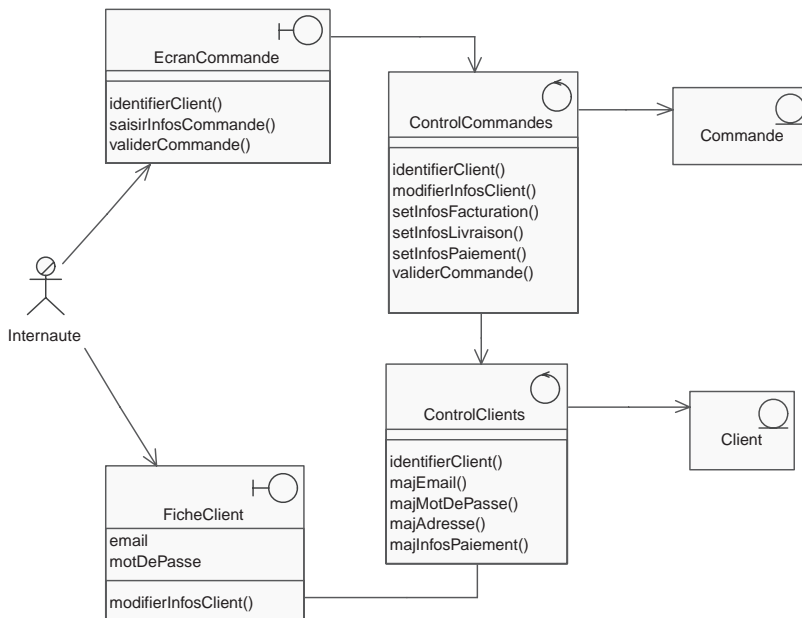 EcranCommande
identifierClient()
saisirInfosCommande()
validerCommande()
ControlCommandes
identifierClient()
modifierInfosClient()
setInfosFacturation()
setInfosLivraison()
setInfosPaiement()
validerCommande()
Commande
Internaute
ControlClients
identifierClient()
majEmail()
majMotDePasse()
majAdresse()
majInfosPaiement()
Client
FicheClient
email
motDePasse
modifierInfosClient()